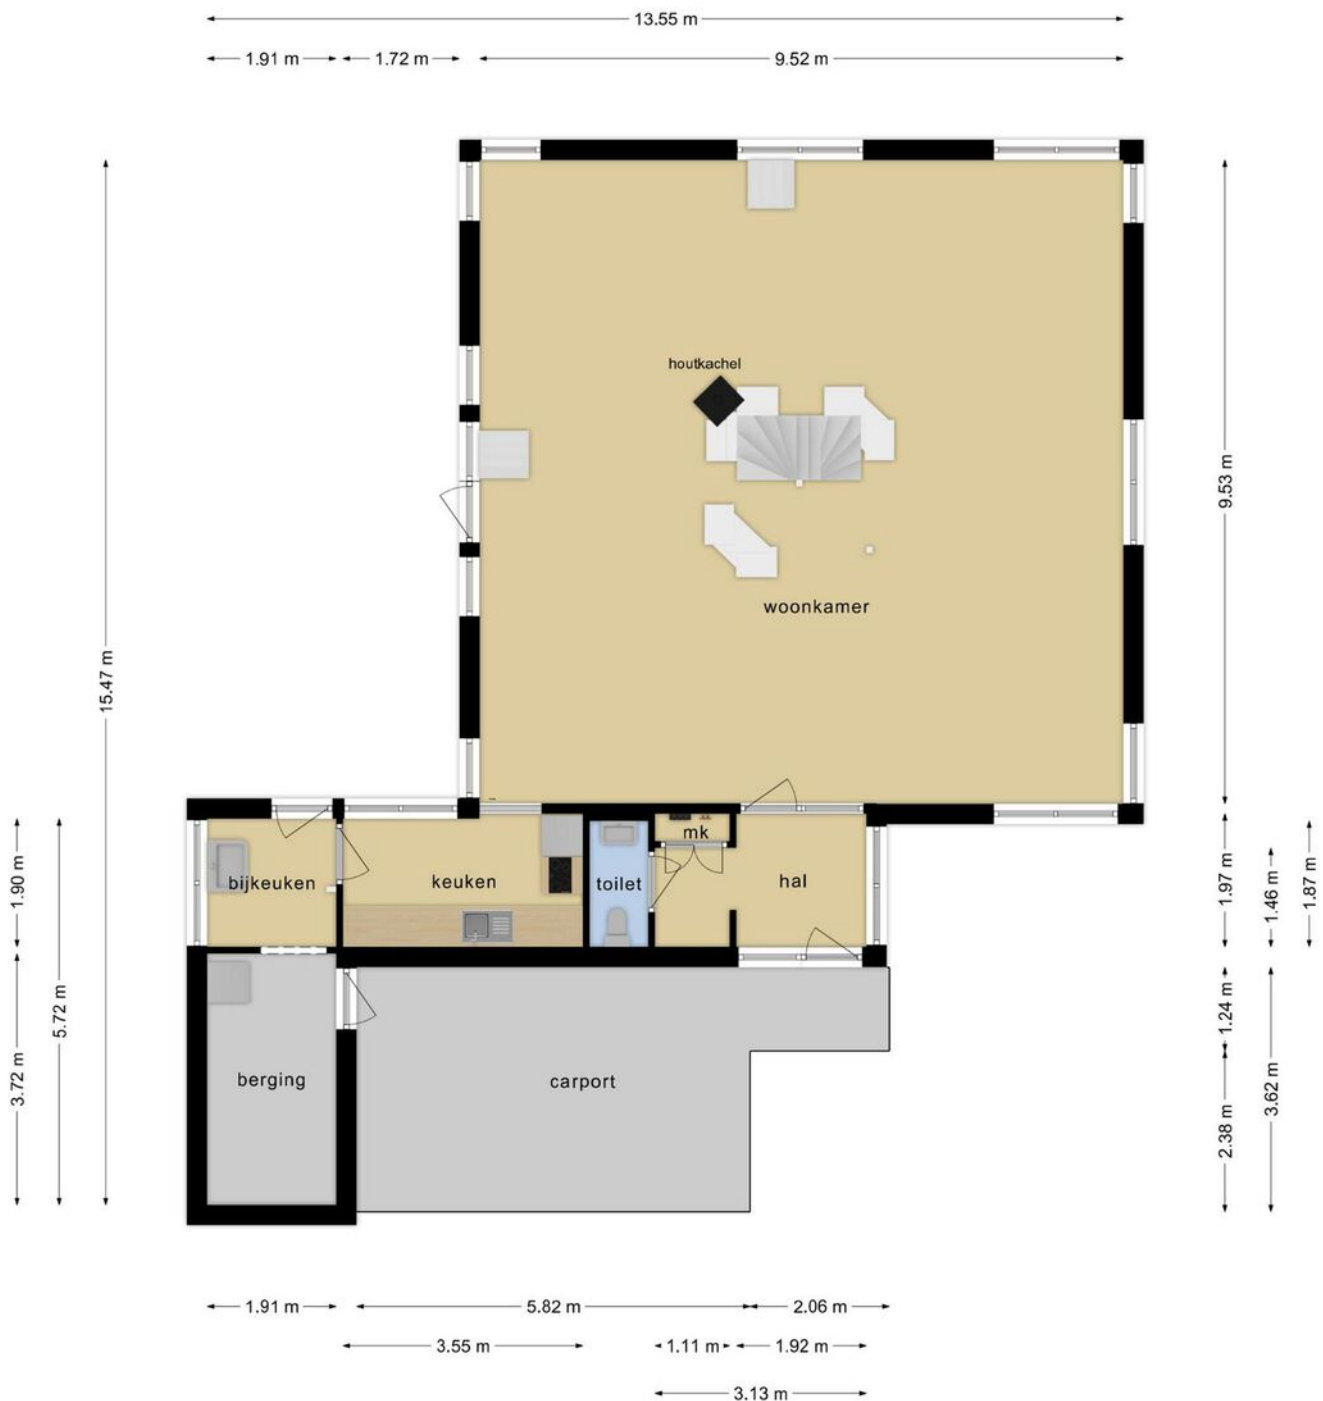 13.55 m
1.91 m
1.72 m
9.52 m
houtkachel
9.53 m
woonkamer
15.47 m
mk
bijkeuken
keuken
toilet
hal
1.90 m
1.97 m
1.46 m
1.87 m
5.72 m
3.72 m
berging
carport
1.24 m
2.38 m
3.62 m
1.91 m
5.82 m
2.06 m
3.55 m
1.11 m
1.92 m
3.13 m